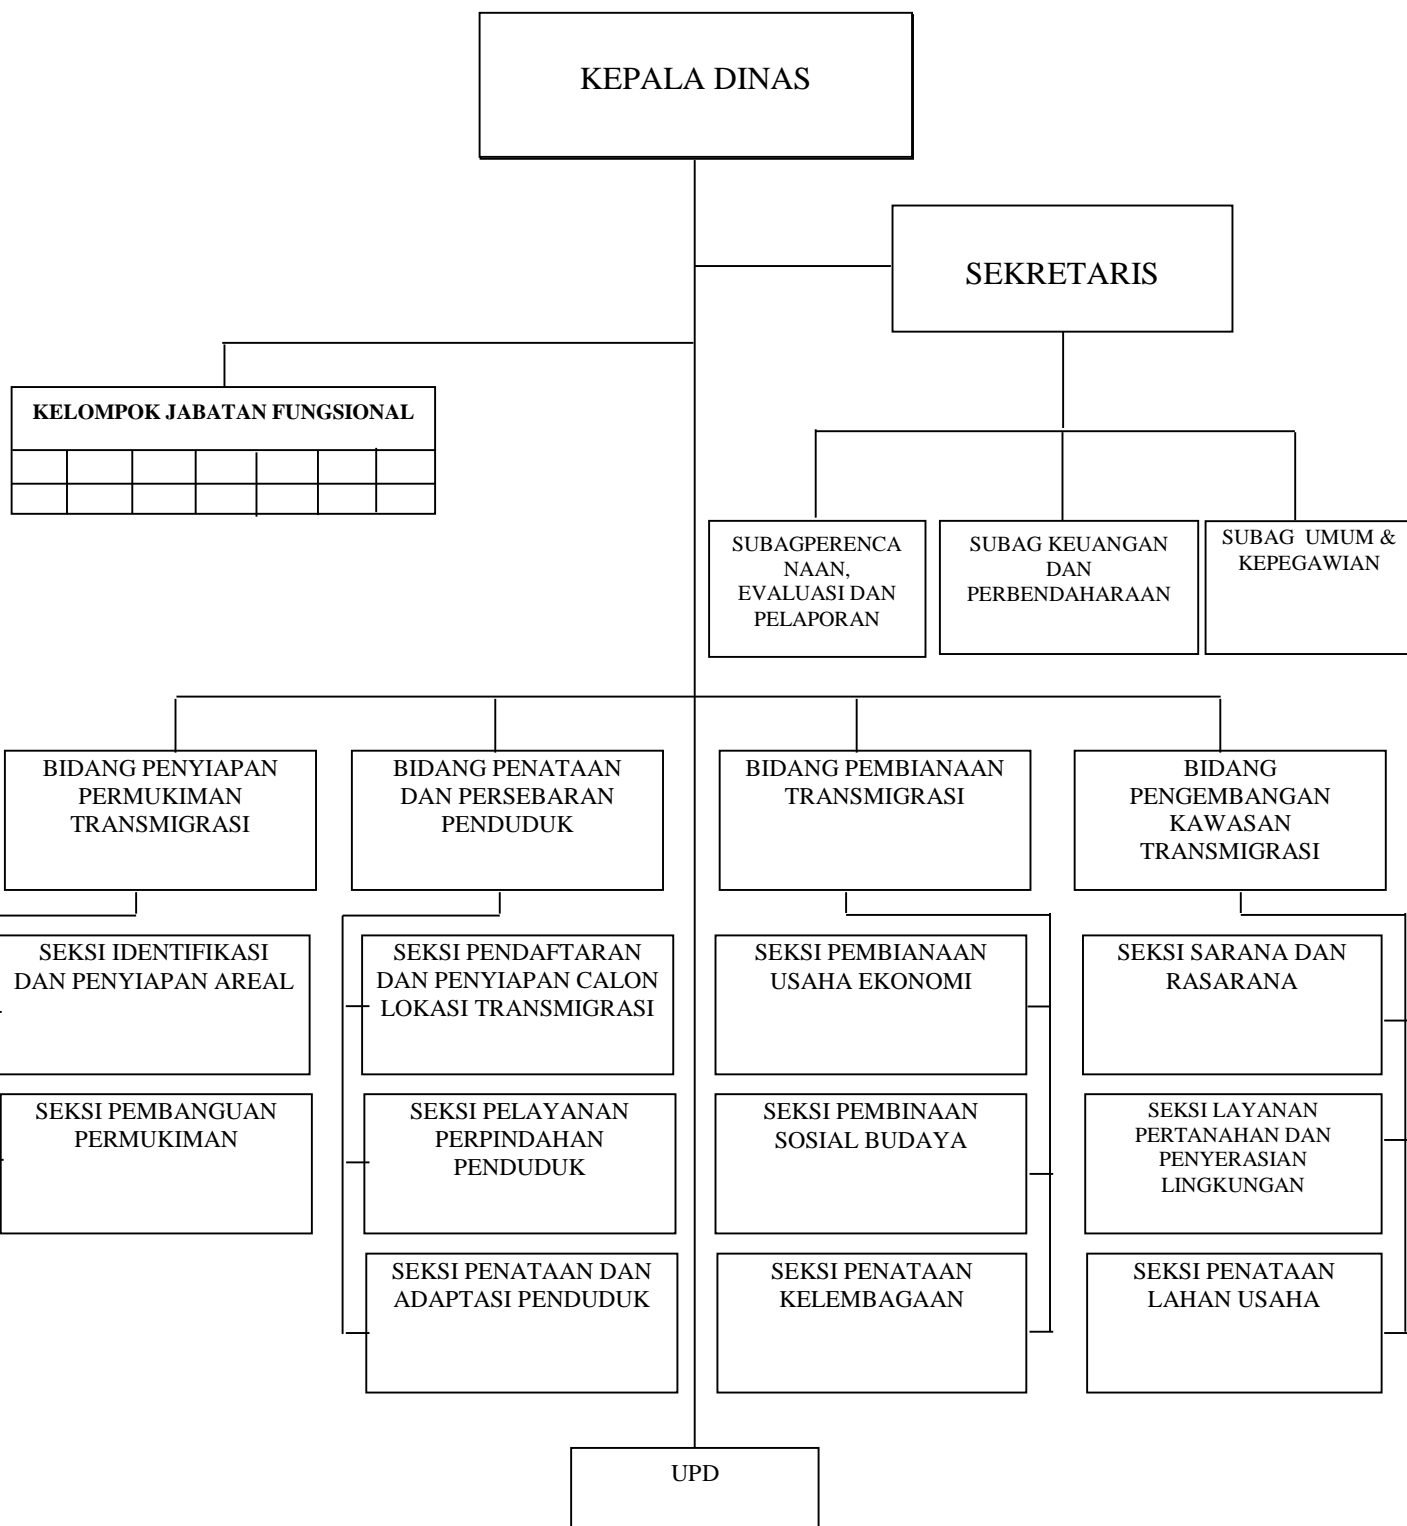 KEPALA DINAS
SEKRETARIS
KELOMPOK JABATAN FUNGSIONAL
SUBAGPERENCA
NAAN,
EVALUASI DAN
PELAPORAN
SUBAG KEUANGAN
DAN
PERBENDAHARAAN
SUBAG UMUM &
KEPEGAWIAN
BIDANG PENYIAPAN
PERMUKIMAN
TRANSMIGRASI
BIDANG PENATAAN
DAN PERSEBARAN
PENDUDUK
BIDANG PEMBIANAAN
TRANSMIGRASI
BIDANG
PENGEMBANGAN
KAWASAN
TRANSMIGRASI
SEKSI IDENTIFIKASI
DAN PENYIAPAN AREAL
SEKSI PENDAFTARAN
DAN PENYIAPAN CALON
LOKASI TRANSMIGRASI
SEKSI PEMBIANAAN
USAHA EKONOMI
SEKSI SARANA DAN
RASARANA
SEKSI PEMBANGUAN
PERMUKIMAN
SEKSI PELAYANAN
PERPINDAHAN
PENDUDUK
SEKSI PEMBINAAN
SOSIAL BUDAYA
SEKSI LAYANAN
PERTANAHAN DAN
PENYERASIAN
LINGKUNGAN
SEKSI PENATAAN DAN
ADAPTASI PENDUDUK
SEKSI PENATAAN
KELEMBAGAAN
SEKSI PENATAAN
LAHAN USAHA
UPD